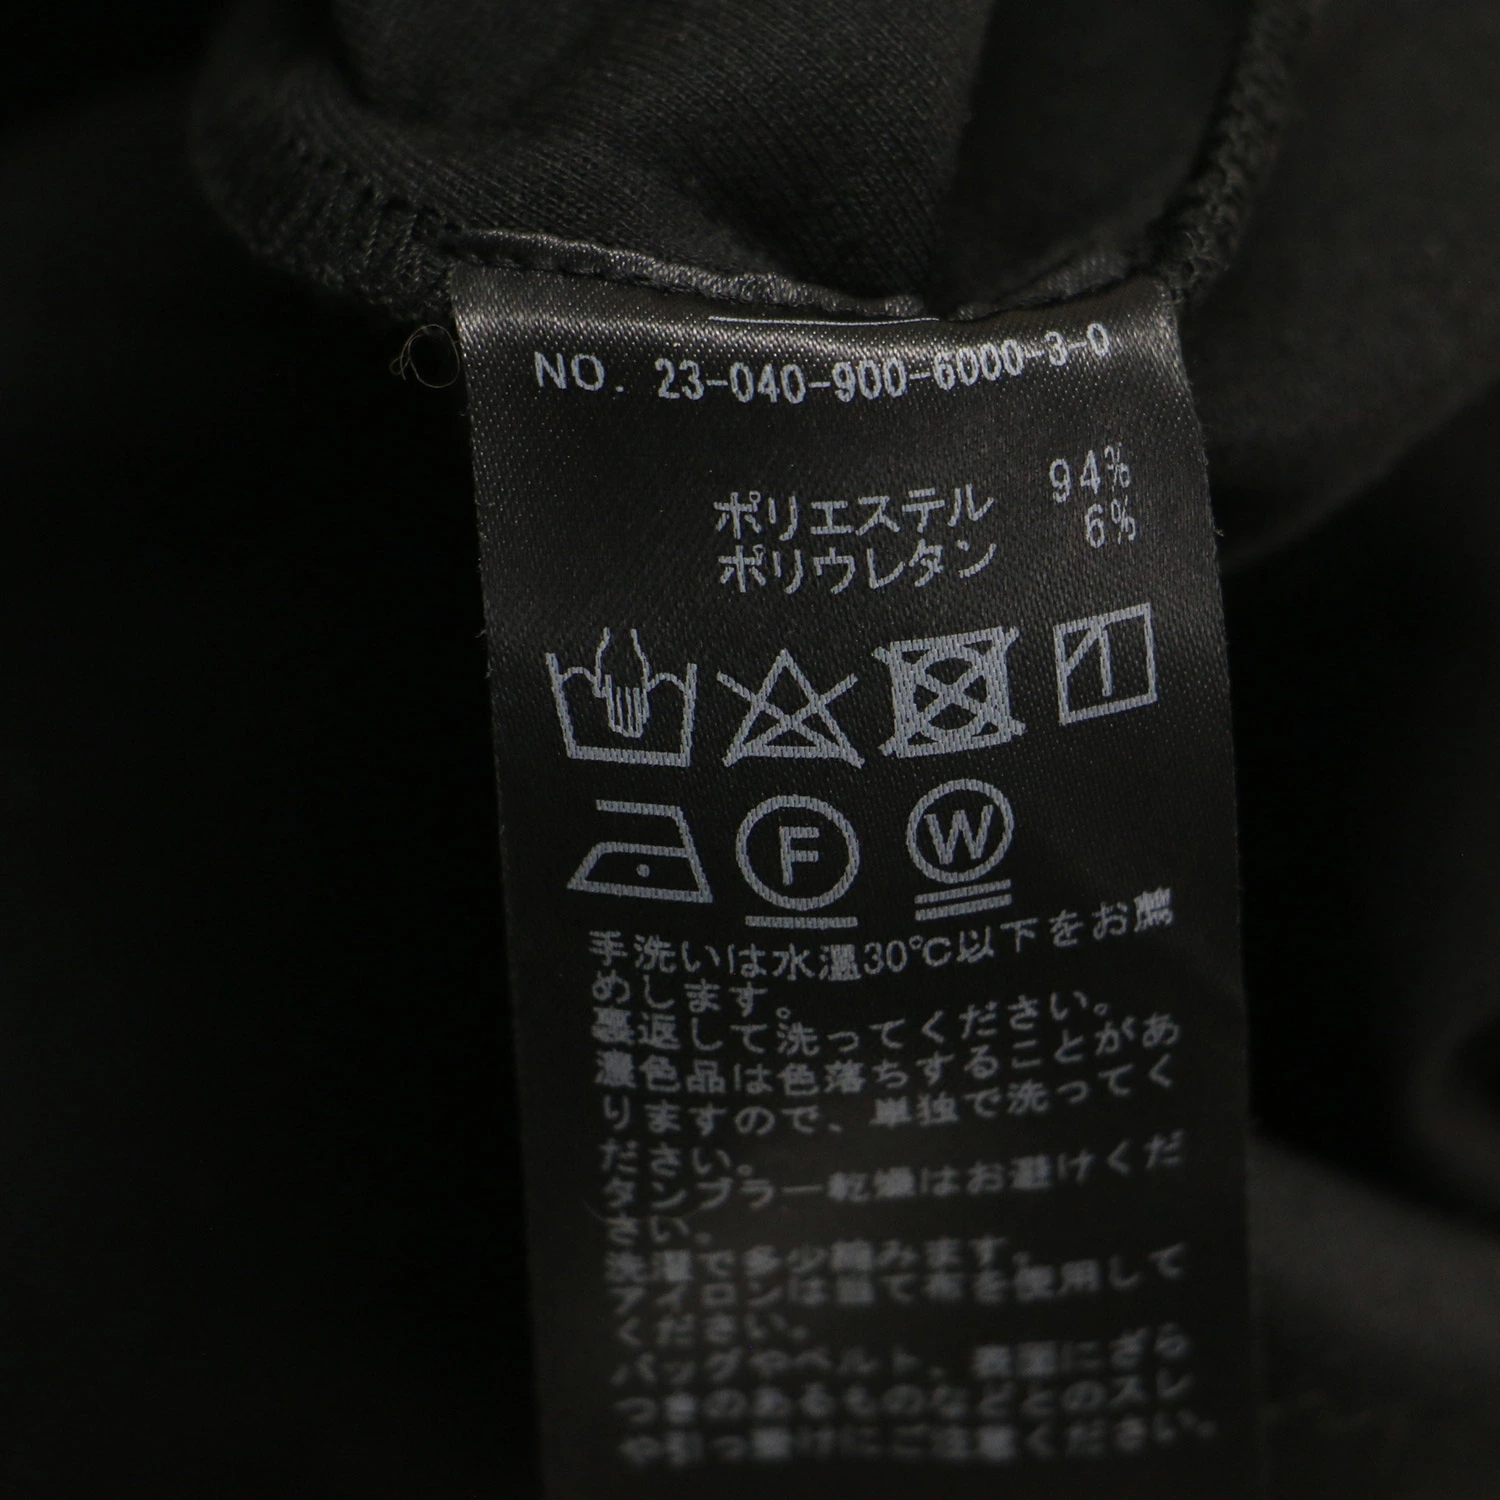 NO. 23-040-900-6000-3-0
ポリエステル 94%
ポリウレタン 6%
F W
手洗いは水温30℃以下をお薦
めします。
裏返して洗ってください。
濃色品は色落ちすることがあ
りますので、単独で洗ってく
ださい。
タンブラー乾燥はお避けくだ
さい。
洗濯で多少縮みます。
アイロンは当て布を使用して
ください。
バッグやベルト、表面にざら
つきのあるものなどとのスレ
や引っ掛けにご注意ください。